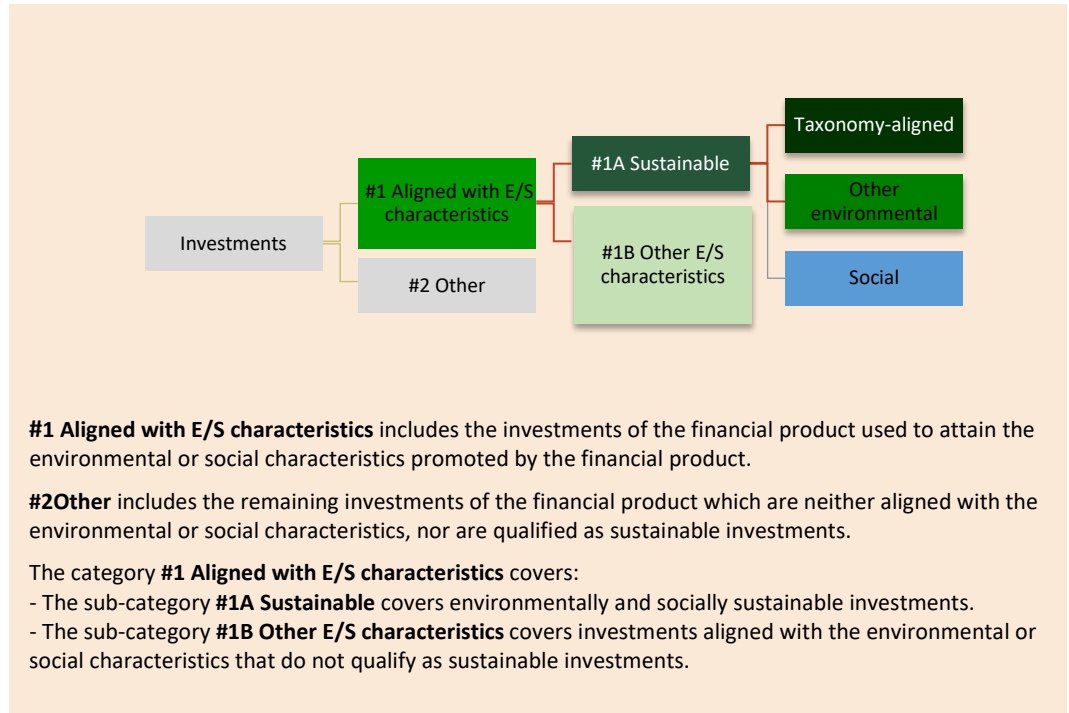 Taxonomy-aligned
#1A Sustainable
#1 Aligned with E/S
characteristics
Other
environmental
Investments
#1B Other E/S
characteristics
#2 Other
Social
#1 Aligned with E/S characteristics includes the investments of the financial product used to attain the
environmental or social characteristics promoted by the financial product.
#2Other includes the remaining investments of the financial product which are neither aligned with the
environmental or social characteristics, nor are qualified as sustainable investments.
The category #1 Aligned with E/S characteristics covers:
- The sub-category #1A Sustainable covers environmentally and socially sustainable investments.
- The sub-category #1B Other E/S characteristics covers investments aligned with the environmental or
social characteristics that do not qualify as sustainable investments.